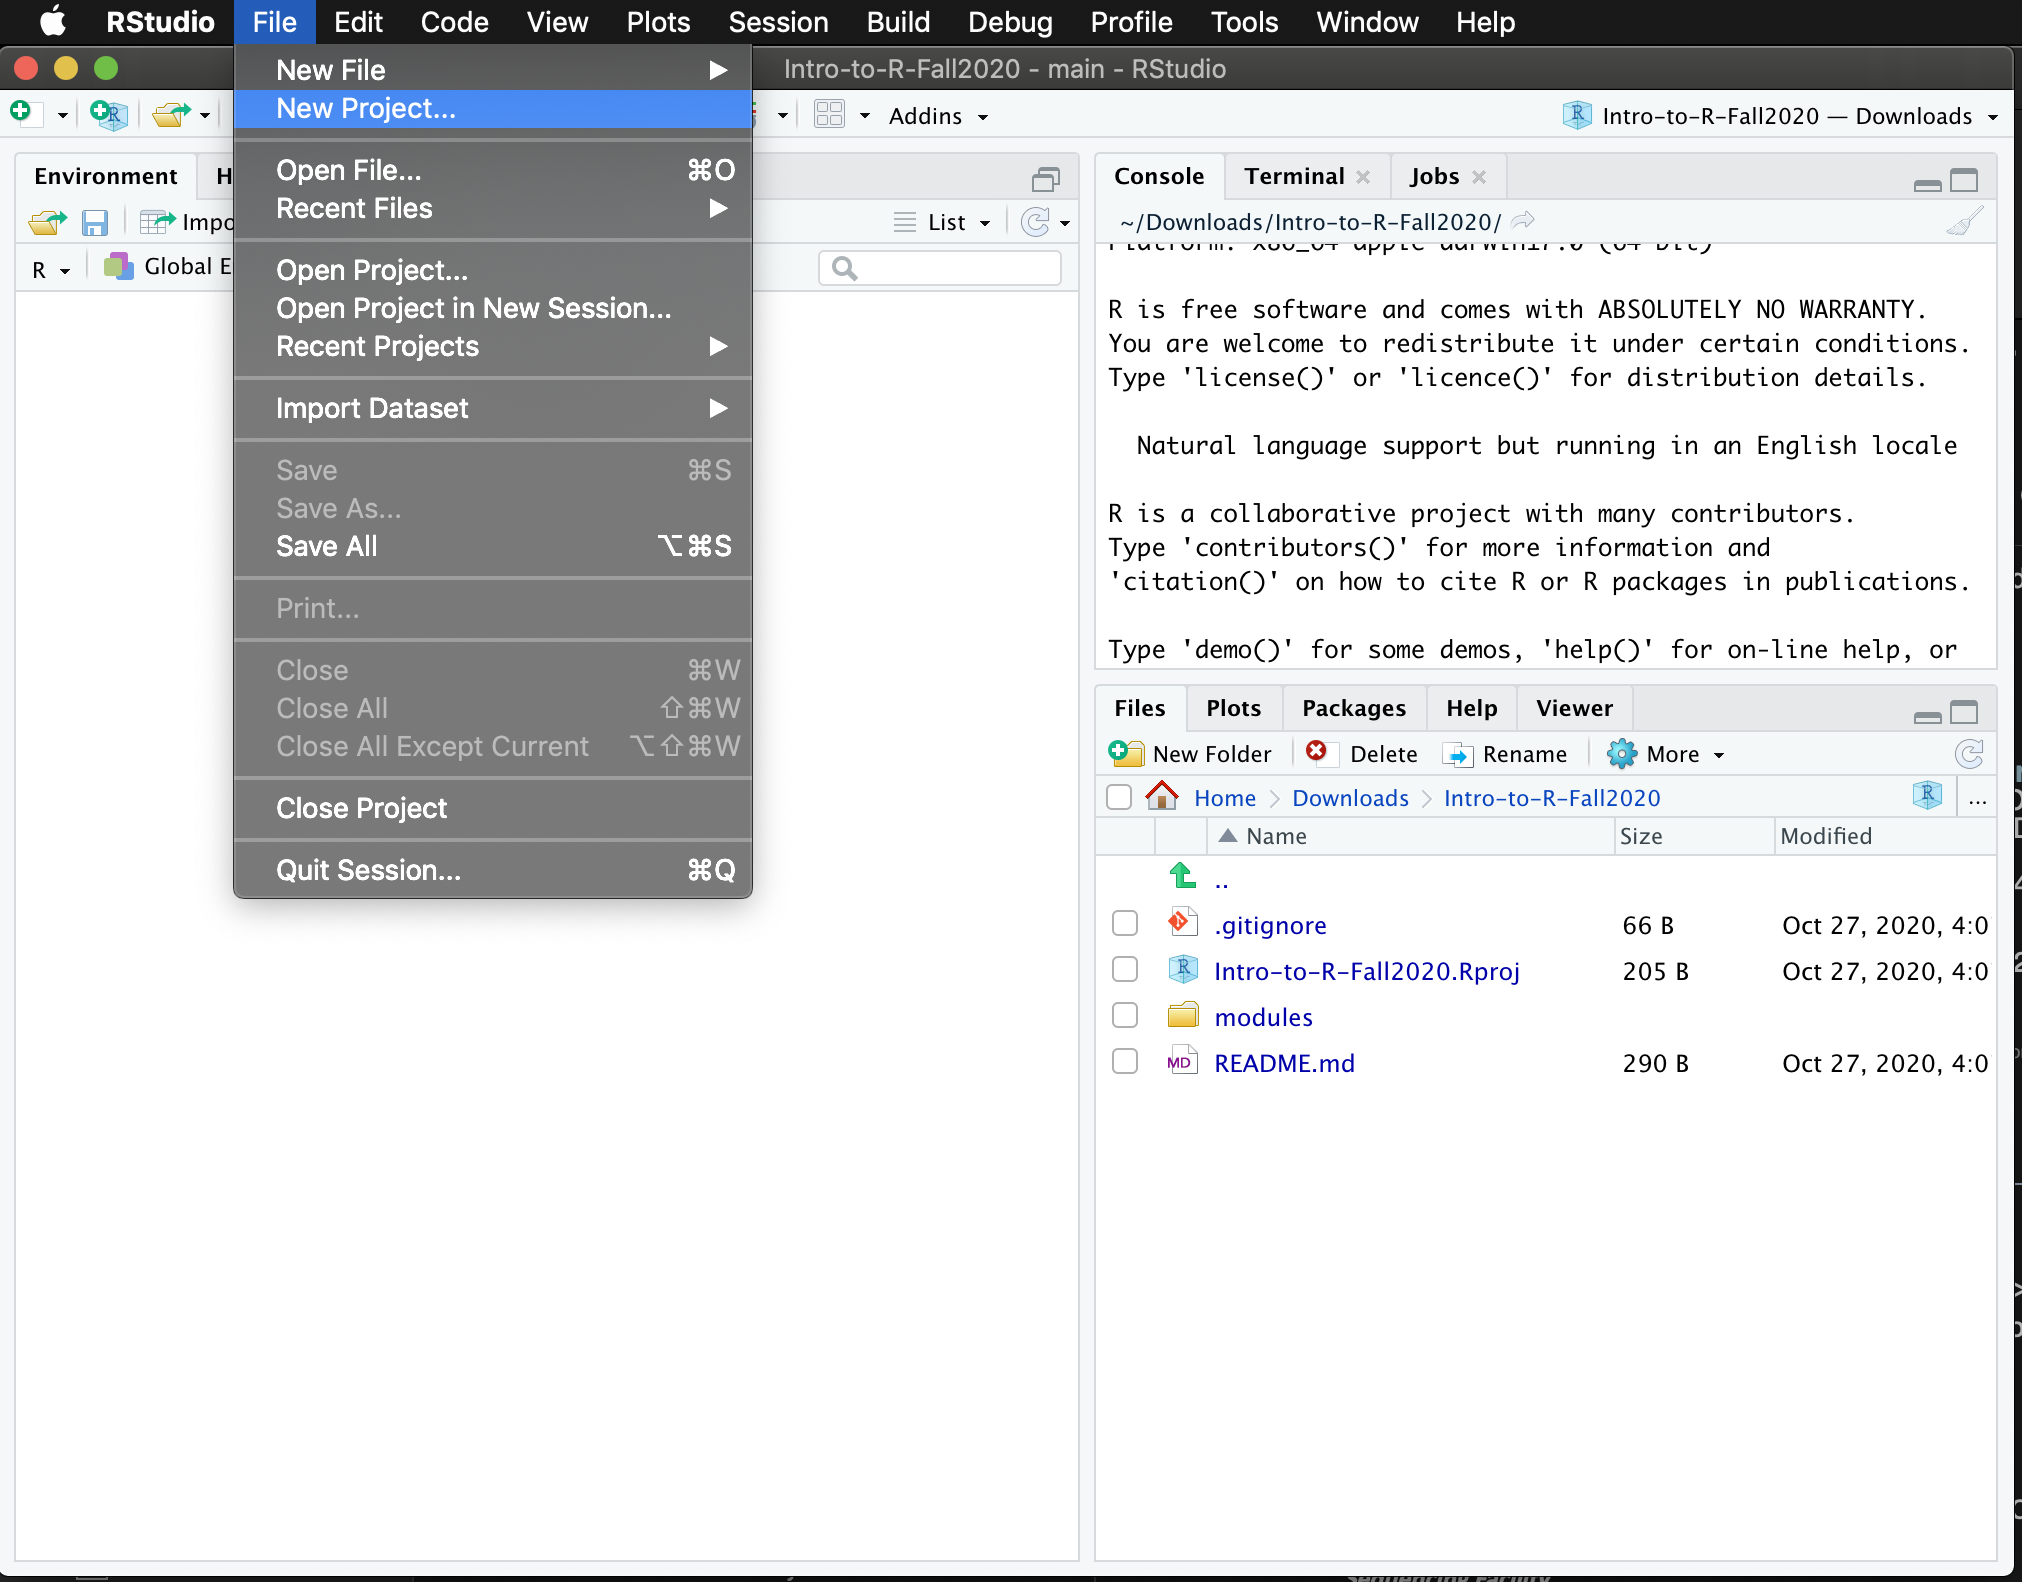 RStudio File Edit Code View Plots Session Build Debug Profile Tools Window Help
Intro-to-R-Fall2020 - main - RStudio
New File
New Project...
Open File... ⌘O
Recent Files
Open Project...
Open Project in New Session...
Recent Projects
Import Dataset
Save ⌘S
Save As...
Save All ⌥⌘S
Print...
Close ⌘W
Close All ⇧⌘W
Close All Except Current ⌥⇧⌘W
Close Project
Quit Session... ⌘Q
Addins
Intro-to-R-Fall2020 — Downloads
Environment H
Impo
List
R Global E
Console Terminal Jobs
~/Downloads/Intro-to-R-Fall2020/
Platform: x86_64-apple-darwin17.0 (64-bit)
R is free software and comes with ABSOLUTELY NO WARRANTY.
You are welcome to redistribute it under certain conditions.
Type 'license()' or 'licence()' for distribution details.
Natural language support but running in an English locale
R is a collaborative project with many contributors.
Type 'contributors()' for more information and
'citation()' on how to cite R or R packages in publications.
Type 'demo()' for some demos, 'help()' for on-line help, or
Files Plots Packages Help Viewer
New Folder Delete Rename More
Home Downloads Intro-to-R-Fall2020 R ...
Name Size Modified
..
.gitignore 66 B Oct 27, 2020, 4:0
Intro-to-R-Fall2020.Rproj 205 B Oct 27, 2020, 4:0
modules
MD README.md 290 B Oct 27, 2020, 4:0